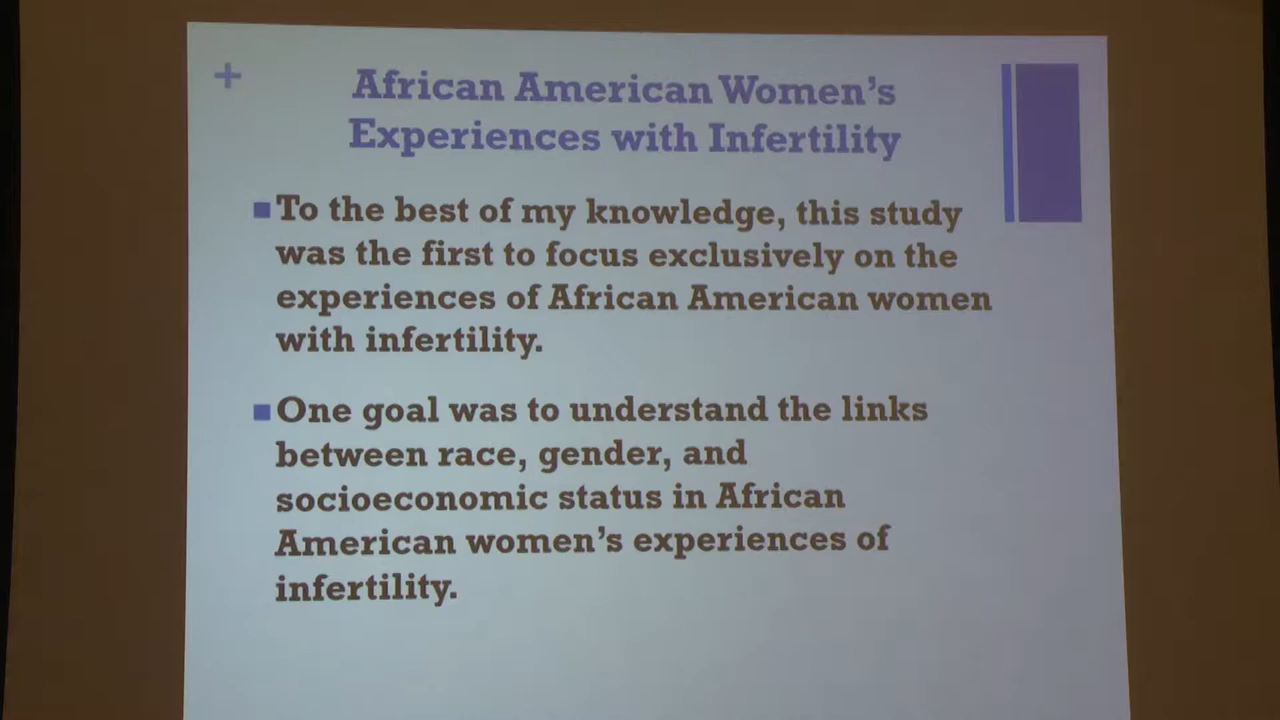 +
African American Women's
Experiences with Infertility
To the best of my knowledge, this study
was the first to focus exclusively on the
experiences of African American women
with infertility.
One goal was to understand the links
between race, gender, and
socioeconomic status in African
American women's experiences of
infertility.